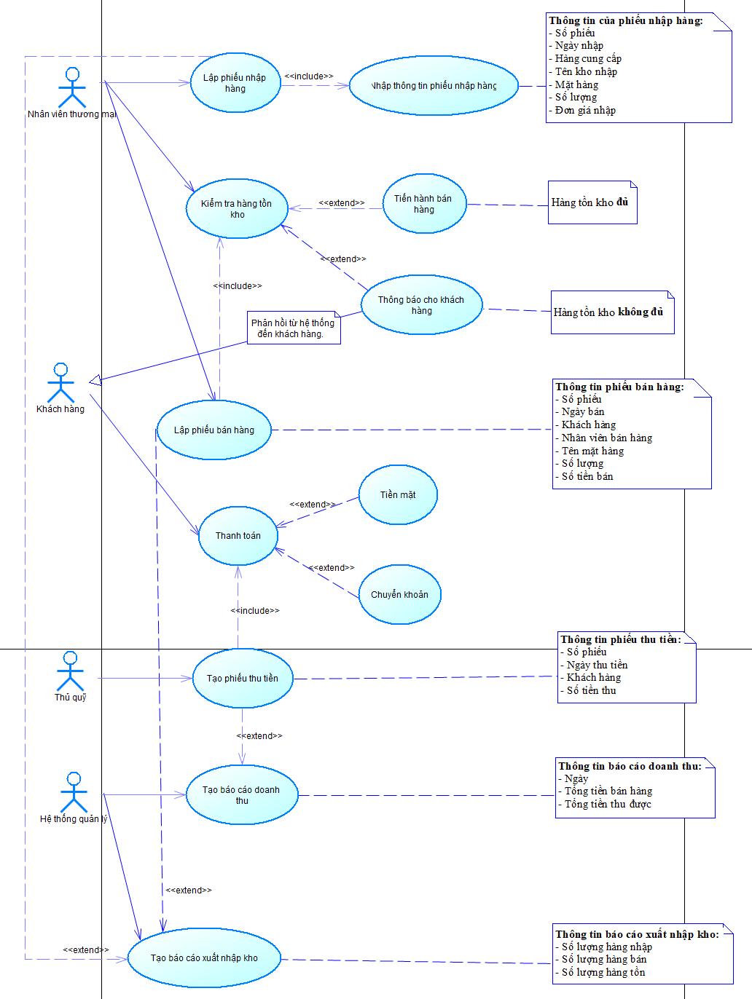 Thông tin của phiếu nhập hàng:
- Số phiếu
- Ngày nhập
- Hàng cung cấp
- Tên kho nhập
- Mặt hàng
- Số lượng
- Đơn giá nhập
Lập phiếu nhập
hàng
<<include>>
Nhập thông tin phiếu nhập hàng
Nhân viên thương mại
Kiểm tra hàng tồn
kho
<<extend>>
Tiến hành bán
hàng
Hàng tồn kho đủ
<<extend>>
<<include>>
Thông báo cho khách
hàng
Hàng tồn kho không đủ
Phản hồi từ hệ thống
đến khách hàng.
Khách hàng
Thông tin phiếu bán hàng:
- Số phiếu
- Ngày bán
- Khách hàng
- Nhân viên bán hàng
- Tên mặt hàng
- Số lượng
- Số tiền bán
Lập phiếu bán hàng
<<extend>>
Tiền mặt
Thanh toán
<<extend>>
Chuyển khoản
<<include>>
Thông tin phiếu thu tiền:
- Số phiếu
- Ngày thu tiền
- Khách hàng
- Số tiền thu
Thủ quỹ
Tạo phiếu thu tiền
<<extend>>
Thông tin báo cáo doanh thu:
- Ngày
- Tổng tiền bán hàng
- Tổng tiền thu được
Tạo báo cáo doanh
thu
Hệ thống quản lý
<<extend>>
Thông tin báo cáo xuất nhập kho:
- Số lượng hàng nhập
- Số lượng hàng bán
- Số lượng hàng tồn
<<extend>>
Tạo báo cáo xuất nhập kho